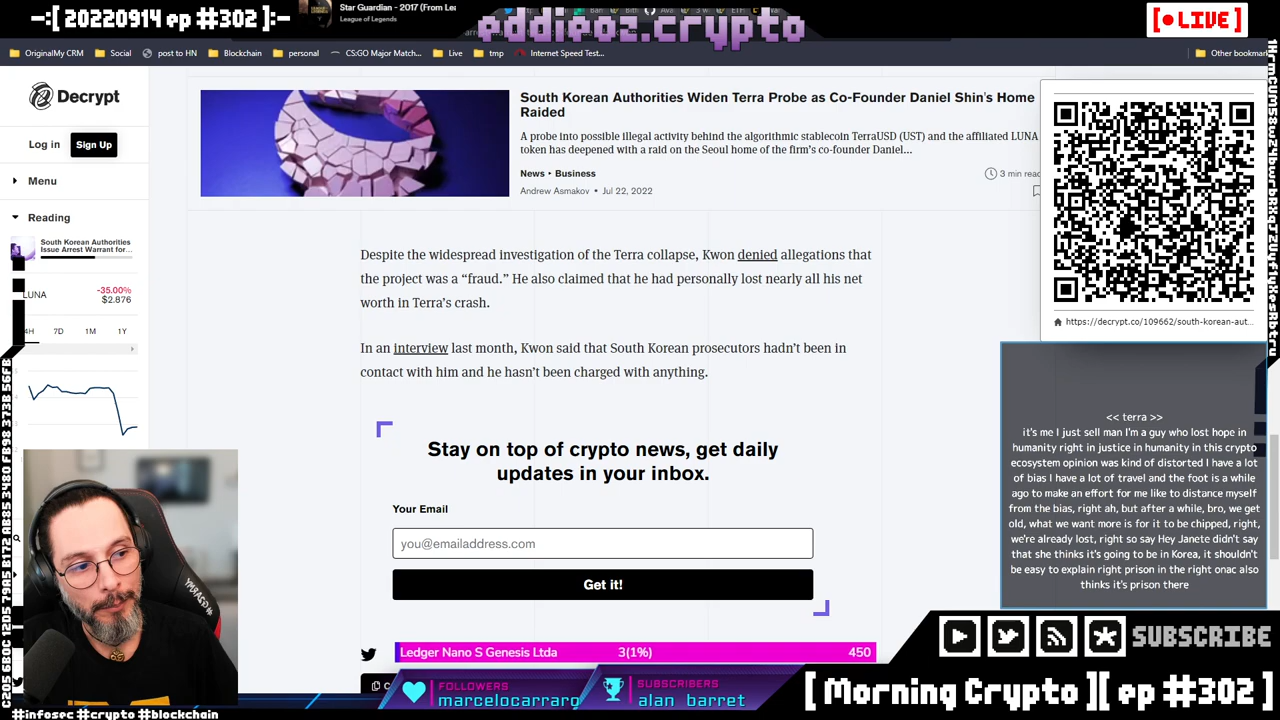 -:[ 20220914 ep #302 ]:-
Star Guardian - 2017 (From Lea
League of Legends
eddieoz.crypto
[● LIVE]
OriginalMy CRM
Social
post to HN
Blockchain
personal
CS:GO Major Match...
Live
tmp
Internet Speed Test...
Other bookmar
Decrypt
Log in
Sign Up
Menu
Reading
South Korean Authorities
Issue Arrest Warrant for...
LUNA
-35.00%
$2.876
4H
7D
1M
1Y
South Korean Authorities Widen Terra Probe as Co-Founder Daniel Shin's Home
Raided
A probe into possible illegal activity behind the algorithmic stablecoin TerraUSD (UST) and the affiliated LUNA
token has deepened with a raid on the Seoul home of the firm's co-founder Daniel...
News • Business
3 min read
Andrew Asmakov • Jul 22, 2022
https://decrypt.co/109662/south-korean-aut...
Despite the widespread investigation of the Terra collapse, Kwon denied allegations that
the project was a “fraud.” He also claimed that he had personally lost nearly all his net
worth in Terra’s crash.
In an interview last month, Kwon said that South Korean prosecutors hadn’t been in
contact with him and he hasn’t been charged with anything.
Stay on top of crypto news, get daily
updates in your inbox.
Your Email
you@emailaddress.com
Get it!
<< terra >>
it's me I just sell man I'm a guy who lost hope in
humanity right in justice in humanity in this crypto
ecosystem opinion was kind of distorted I have a lot
of bias I have a lot of travel and the foot is a while
ago to make an effort for me like to distance myself
from the bias, right ah, but after a while, bro, we get
old, what we want more is for it to be chipped, right,
we're already lost, right so say Hey Janete didn't say
that she thinks it's going to be in Korea, it shouldn't
be easy to explain right prison in the right onac also
thinks it's prison there
Ledger Nano S Genesis Ltda
3(1%)
450
FOLLOWERS
marcelocarraro
SUBSCRIBERS
alan barret
SUBSCRIBE
[ Morning Crypto ][ ep #302 ]
#infosec #crypto #blockchain